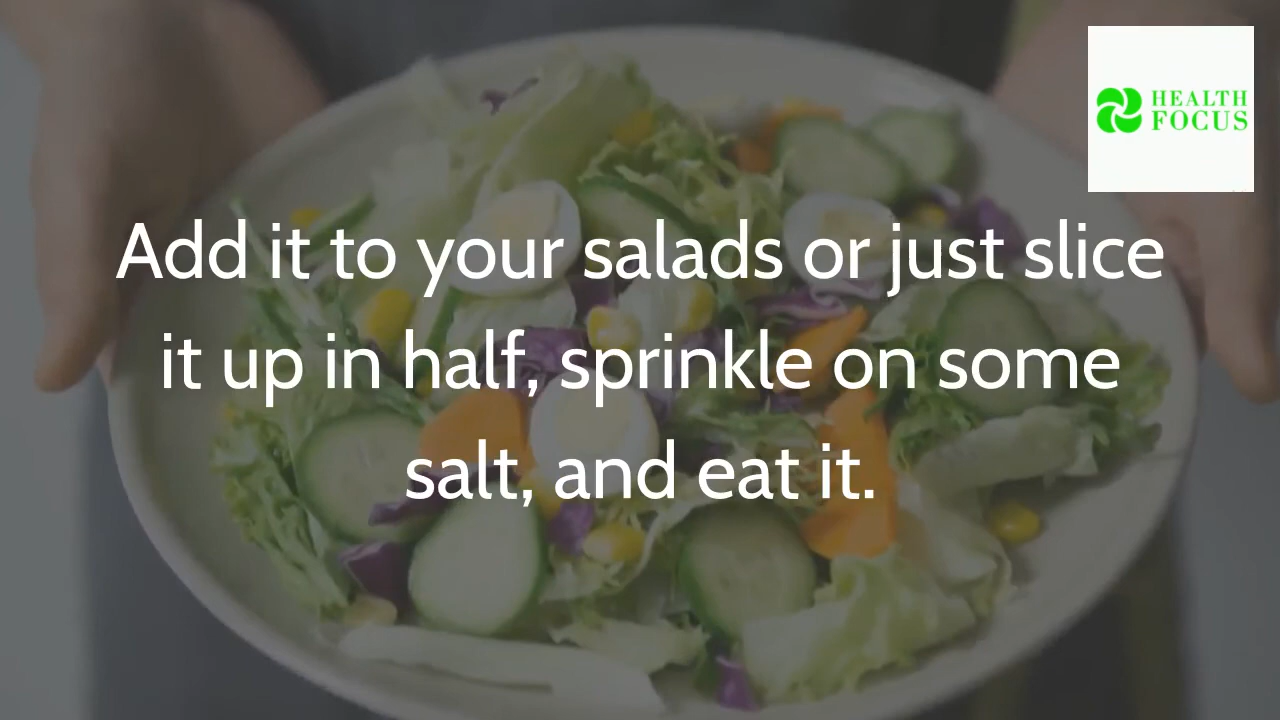 HEALTH
FOCUS
Add it to your salads or just slice
it up in half, sprinkle on some
salt, and eat it.